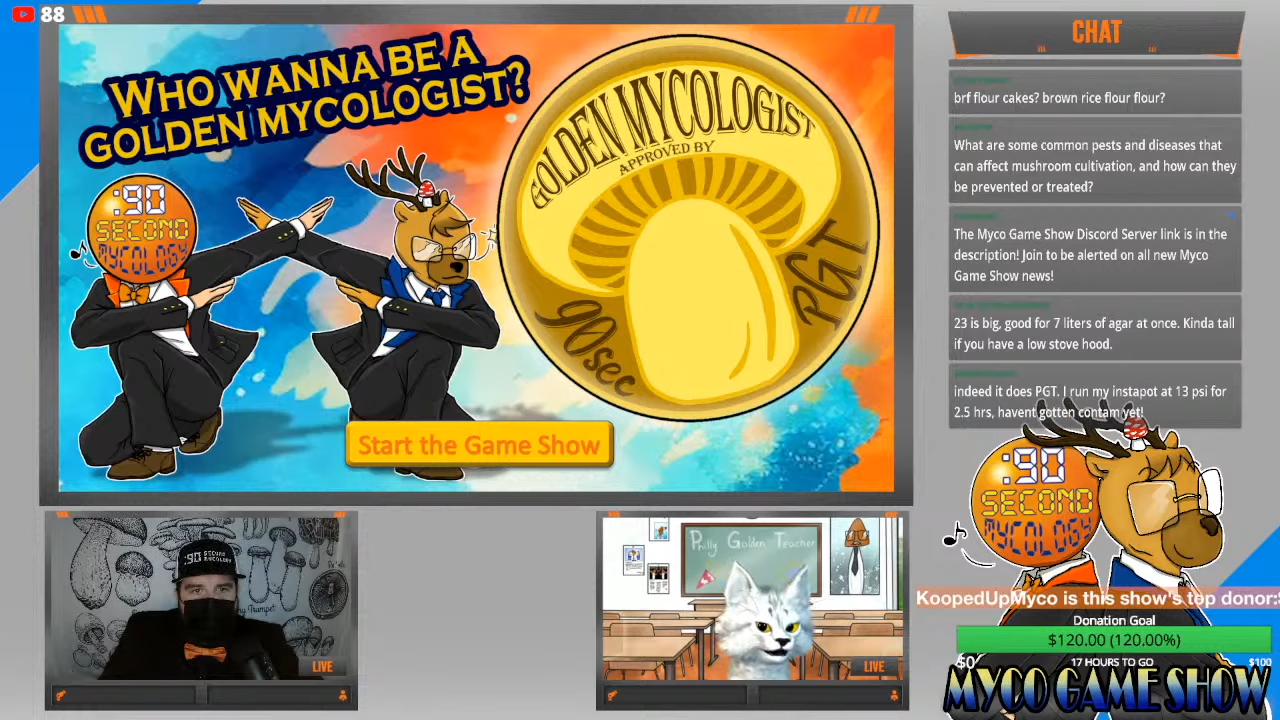 88
WHO WANNA BE A
GOLDEN MYCOLOGIST?
:90
SECOND
MYCOLOGY
GOLDEN MYCOLOGIST
APPROVED BY
90sec
PGT
Start the Game Show
CHAT
brf flour cakes? brown rice flour flour?
What are some common pests and diseases that
can affect mushroom cultivation, and how can they
be prevented or treated?
The Myco Game Show Discord Server link is in the
description! Join to be alerted on all new Myco
Game Show news!
23 is big, good for 7 liters of agar at once. Kinda tall
if you have a low stove hood.
indeed it does PGT. I run my instapot at 13 psi for
2.5 hrs, havent gotten contam yet!
:90
SECOND
MYCOLOGY
KoopedUpMyco is this show's top donor:
Donation Goal
$120.00 (120.00%)
17 HOURS TO GO
$100
MYCO GAME SHOW
:90 SECOND
MYCOLOGY
Trumpet
LIVE
Philly Golden Teacher
LIVE